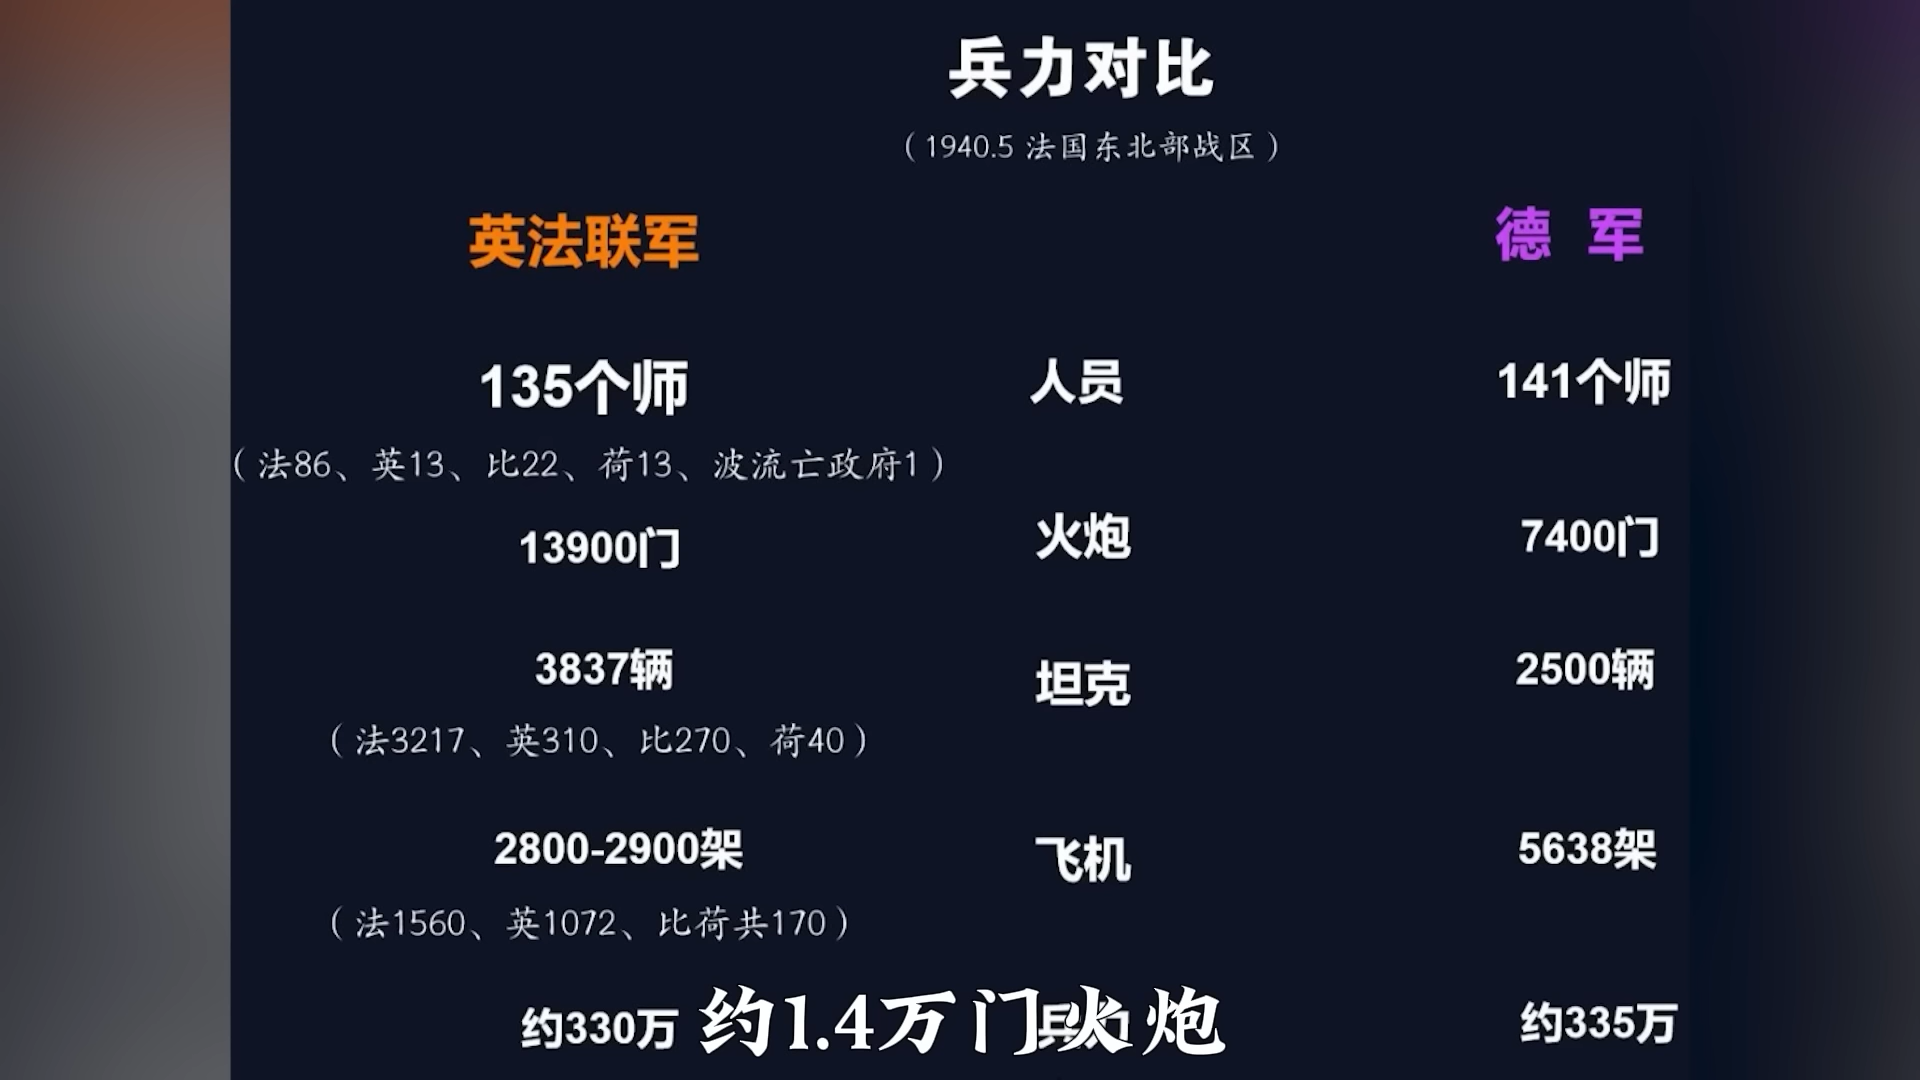 兵力对比
（1940.5 法国东北部战区）
英法联军 德 军
135个师 人员 141个师
（法86、英13、比22、荷13、波流亡政府1）
13900门 火炮 7400门
3837辆 坦克 2500辆
（法3217、英310、比270、荷40）
2800-2900架 飞机 5638架
（法1560、英1072、比荷共170）
约330万 兵力 约335万
约1.4万门火炮